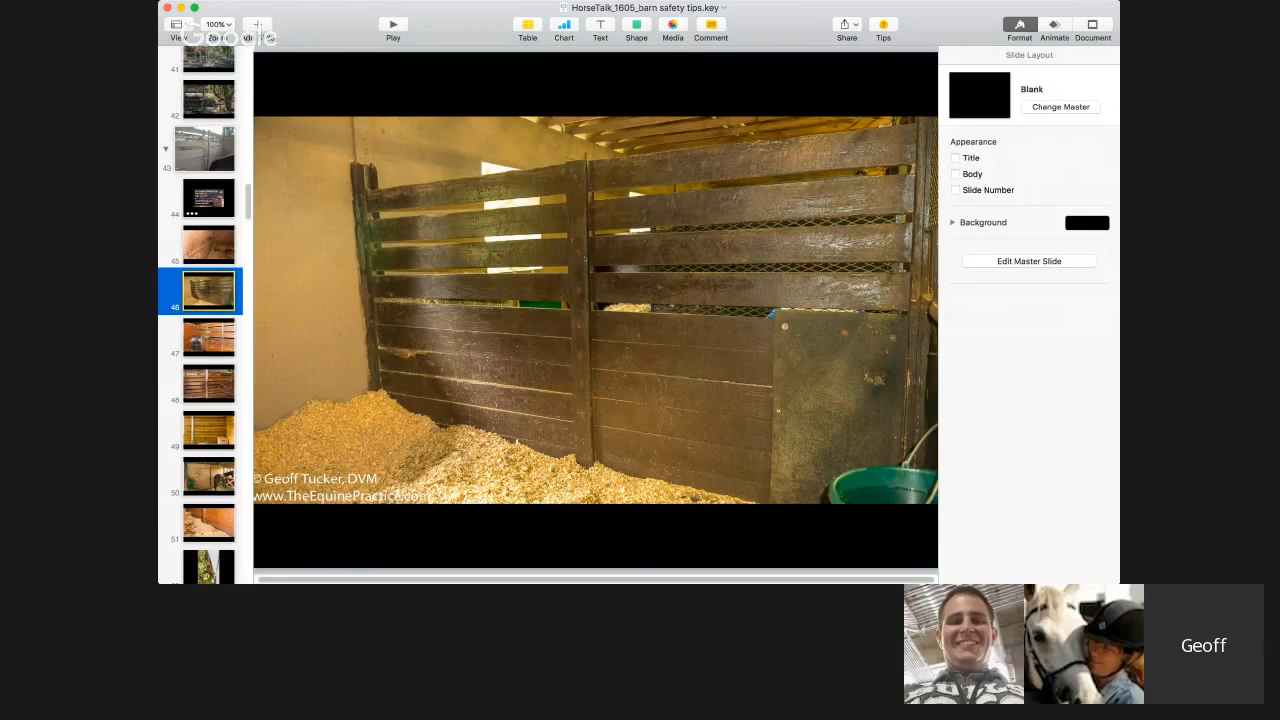 HorseTalk_1605_barn safety tips.key
100%
Google
View
Play
Table
Chart
Text
Shape
Media
Comment
Share
Tips
Format
Animate
Document
41
42
43
44
45
46
47
48
49
50
51
© Geoff Tucker, DVM
www.TheEquinePractice.com
Slide Layout
Blank
Change Master
Appearance
Title
Body
Slide Number
Background
Edit Master Slide
Geoff